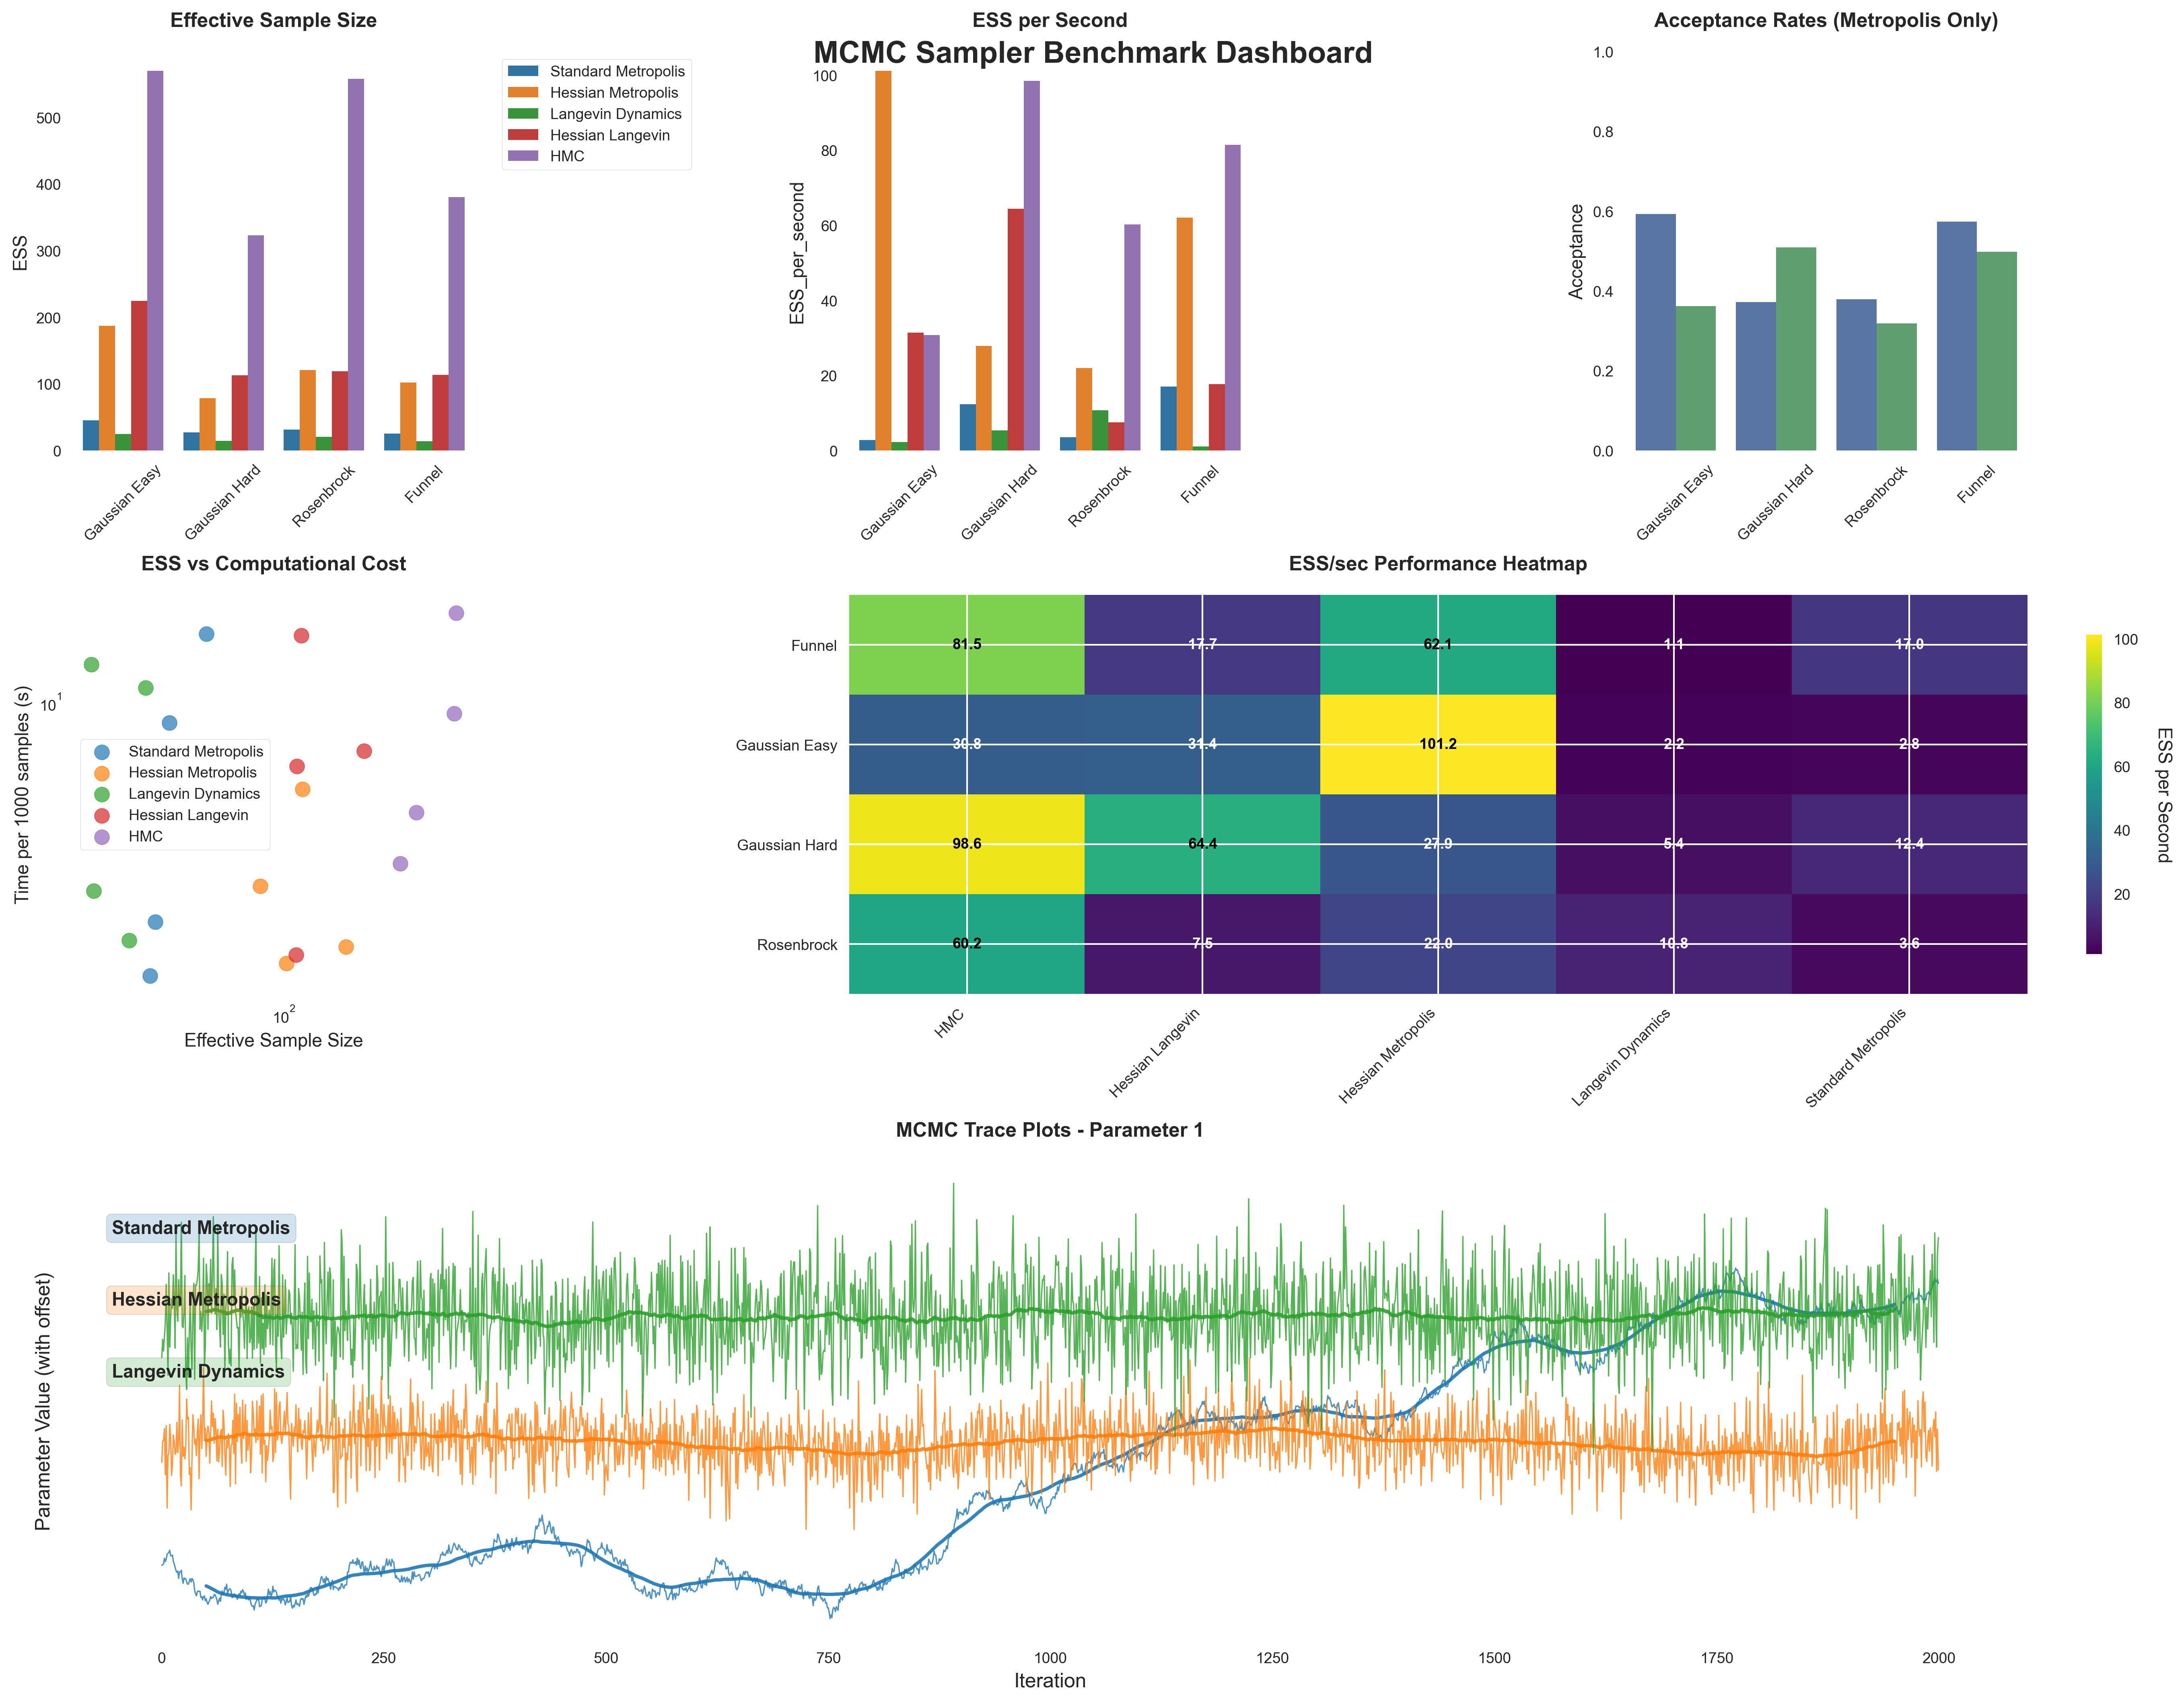 Effective Sample Size
ESS per Second
Acceptance Rates (Metropolis Only)
MCMC Sampler Benchmark Dashboard
ESS
500
400
300
200
100
0
Gaussian Easy
Gaussian Hard
Rosenbrock
Funnel
Standard Metropolis
Hessian Metropolis
Langevin Dynamics
Hessian Langevin
HMC
ESS_per_second
100
80
60
40
20
0
Gaussian Easy
Gaussian Hard
Rosenbrock
Funnel
Acceptance
1.0
0.8
0.6
0.4
0.2
0.0
Gaussian Easy
Gaussian Hard
Rosenbrock
Funnel
ESS vs Computational Cost
Time per 1000 samples (s)
10^1
Standard Metropolis
Hessian Metropolis
Langevin Dynamics
Hessian Langevin
HMC
10^2
Effective Sample Size
ESS/sec Performance Heatmap
Funnel 81.5 17.7 62.1 1.1 17.0
Gaussian Easy 30.8 31.4 101.2 2.2 2.8
Gaussian Hard 98.6 64.4 27.9 5.4 12.4
Rosenbrock 60.2 7.5 22.0 10.8 3.6
HMC
Hessian Langevin
Hessian Metropolis
Langevin Dynamics
Standard Metropolis
100
80
60
40
20
ESS per Second
MCMC Trace Plots - Parameter 1
Parameter Value (with offset)
Standard Metropolis
Hessian Metropolis
Langevin Dynamics
0 250 500 750 1000 1250 1500 1750 2000
Iteration